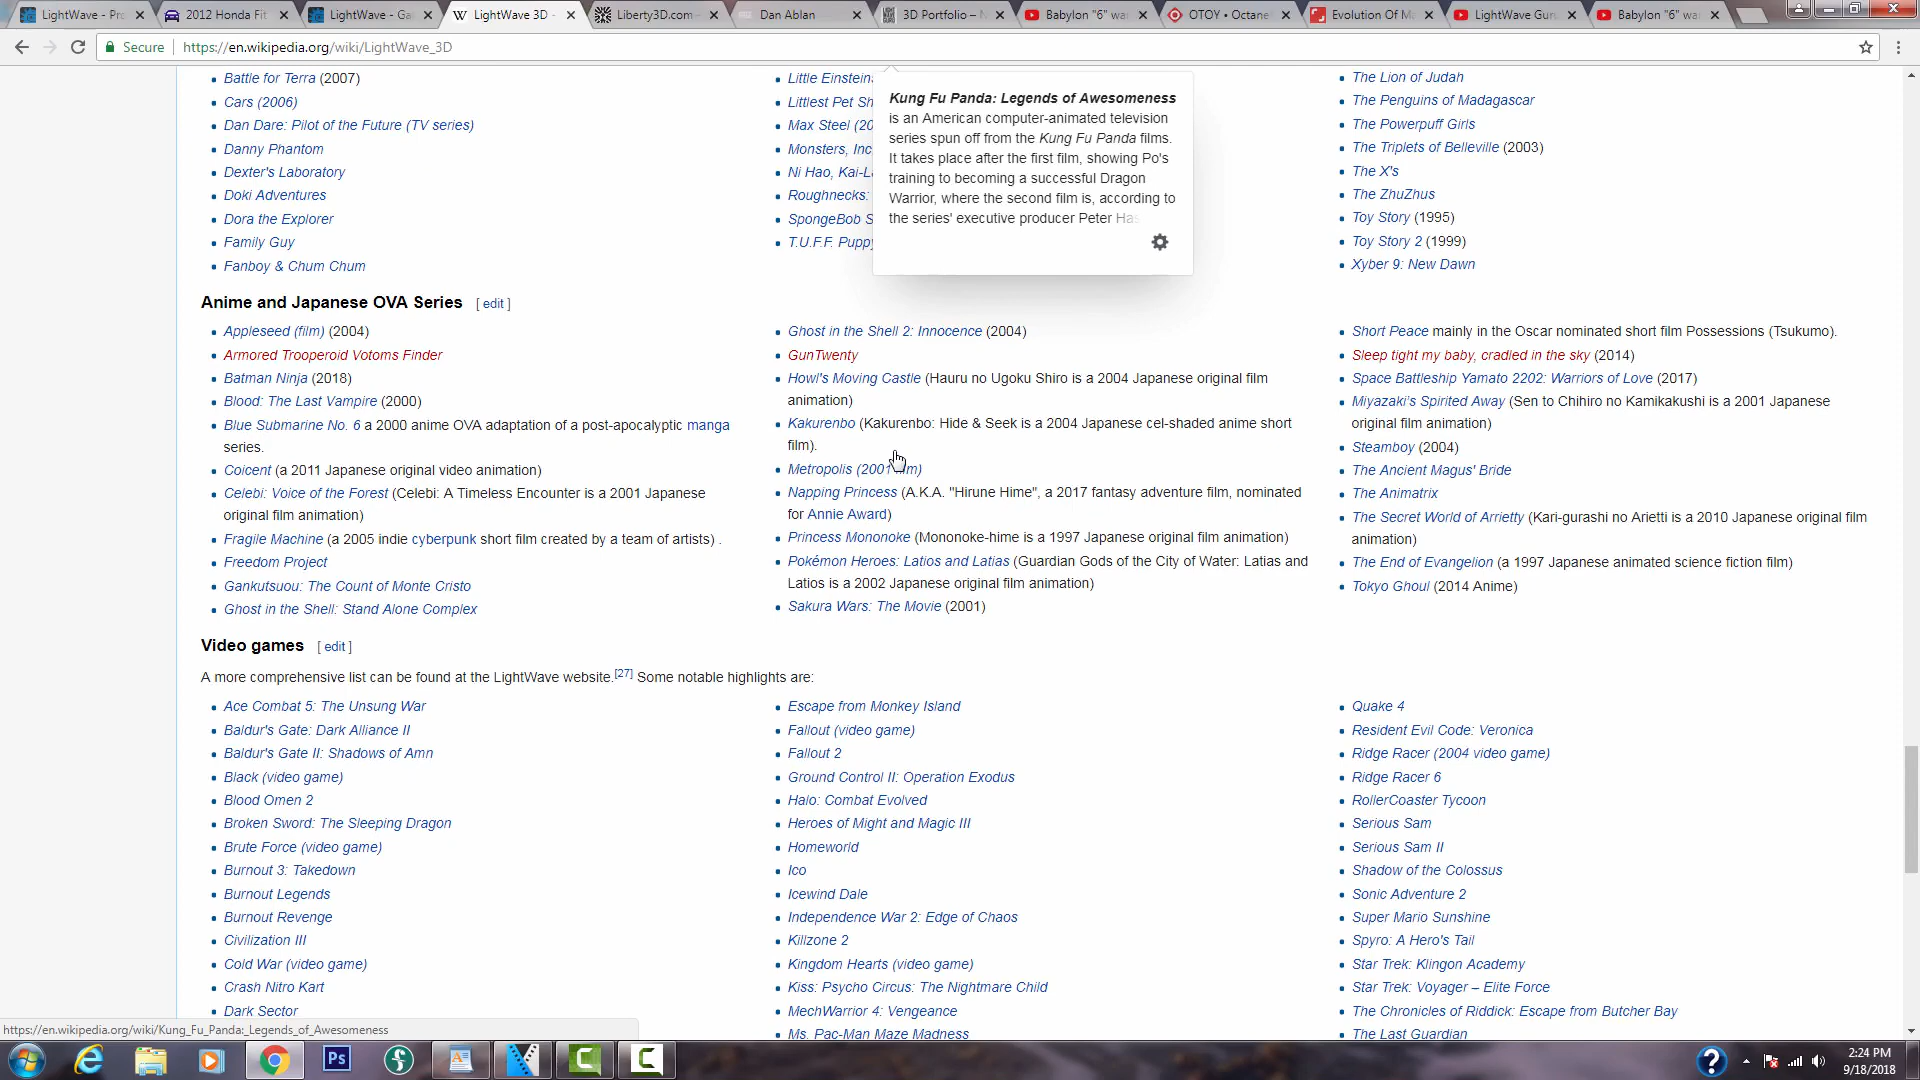 LightWave - Pro
2012 Honda Fit
LightWave - Ga
LightWave 3D -
Liberty3D.com -
Dan Ablan
3D Portfolio – N
Babylon "6" wa
OTOY • Octane
Evolution Of M
LightWave Gur
Babylon "6" wa
Secure
https://en.wikipedia.org/wiki/LightWave_3D
Battle for Terra (2007)
Cars (2006)
Dan Dare: Pilot of the Future (TV series)
Danny Phantom
Dexter's Laboratory
Doki Adventures
Dora the Explorer
Family Guy
Fanboy & Chum Chum
Little Einsteins
Littlest Pet Sh
Max Steel (20
Monsters, Inc
Ni Hao, Kai-L
Roughnecks:
SpongeBob S
T.U.F.F. Puppy
Kung Fu Panda: Legends of Awesomeness
is an American computer-animated television
series spun off from the Kung Fu Panda films.
It takes place after the first film, showing Po's
training to becoming a successful Dragon
Warrior, where the second film is, according to
the series' executive producer Peter Has
The Lion of Judah
The Penguins of Madagascar
The Powerpuff Girls
The Triplets of Belleville (2003)
The X's
The ZhuZhus
Toy Story (1995)
Toy Story 2 (1999)
Xyber 9: New Dawn
Anime and Japanese OVA Series [ edit ]
Appleseed (film) (2004)
Armored Trooperoid Votoms Finder
Batman Ninja (2018)
Blood: The Last Vampire (2000)
Blue Submarine No. 6 a 2000 anime OVA adaptation of a post-apocalyptic manga
series.
Coicent (a 2011 Japanese original video animation)
Celebi: Voice of the Forest (Celebi: A Timeless Encounter is a 2001 Japanese
original film animation)
Fragile Machine (a 2005 indie cyberpunk short film created by a team of artists) .
Freedom Project
Gankutsuou: The Count of Monte Cristo
Ghost in the Shell: Stand Alone Complex
Ghost in the Shell 2: Innocence (2004)
GunTwenty
Howl's Moving Castle (Hauru no Ugoku Shiro is a 2004 Japanese original film
animation)
Kakurenbo (Kakurenbo: Hide & Seek is a 2004 Japanese cel-shaded anime short
film).
Metropolis (2001 film)
Napping Princess (A.K.A. "Hirune Hime", a 2017 fantasy adventure film, nominated
for Annie Award)
Princess Mononoke (Mononoke-hime is a 1997 Japanese original film animation)
Pokémon Heroes: Latios and Latias (Guardian Gods of the City of Water: Latias and
Latios is a 2002 Japanese original film animation)
Sakura Wars: The Movie (2001)
Short Peace mainly in the Oscar nominated short film Possessions (Tsukumo).
Sleep tight my baby, cradled in the sky (2014)
Space Battleship Yamato 2202: Warriors of Love (2017)
Miyazaki's Spirited Away (Sen to Chihiro no Kamikakushi is a 2001 Japanese
original film animation)
Steamboy (2004)
The Ancient Magus' Bride
The Animatrix
The Secret World of Arrietty (Kari-gurashi no Arietti is a 2010 Japanese original film
animation)
The End of Evangelion (a 1997 Japanese animated science fiction film)
Tokyo Ghoul (2014 Anime)
Video games [ edit ]
A more comprehensive list can be found at the LightWave website.[27] Some notable highlights are:
Ace Combat 5: The Unsung War
Baldur's Gate: Dark Alliance II
Baldur's Gate II: Shadows of Amn
Black (video game)
Blood Omen 2
Broken Sword: The Sleeping Dragon
Brute Force (video game)
Burnout 3: Takedown
Burnout Legends
Burnout Revenge
Civilization III
Cold War (video game)
Crash Nitro Kart
Dark Sector
Escape from Monkey Island
Fallout (video game)
Fallout 2
Ground Control II: Operation Exodus
Halo: Combat Evolved
Heroes of Might and Magic III
Homeworld
Ico
Icewind Dale
Independence War 2: Edge of Chaos
Killzone 2
Kingdom Hearts (video game)
Kiss: Psycho Circus: The Nightmare Child
MechWarrior 4: Vengeance
Ms. Pac-Man Maze Madness
Quake 4
Resident Evil Code: Veronica
Ridge Racer (2004 video game)
Ridge Racer 6
RollerCoaster Tycoon
Serious Sam
Serious Sam II
Shadow of the Colossus
Sonic Adventure 2
Super Mario Sunshine
Spyro: A Hero's Tail
Star Trek: Klingon Academy
Star Trek: Voyager – Elite Force
The Chronicles of Riddick: Escape from Butcher Bay
The Last Guardian
https://en.wikipedia.org/wiki/Kung_Fu_Panda:_Legends_of_Awesomeness
Ps
2:24 PM
9/18/2018